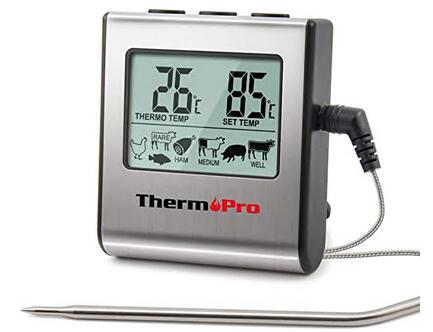 26°C 85°C
THERMO TEMP SET TEMP
RARE
HAM MEDIUM WELL
ThermoPro